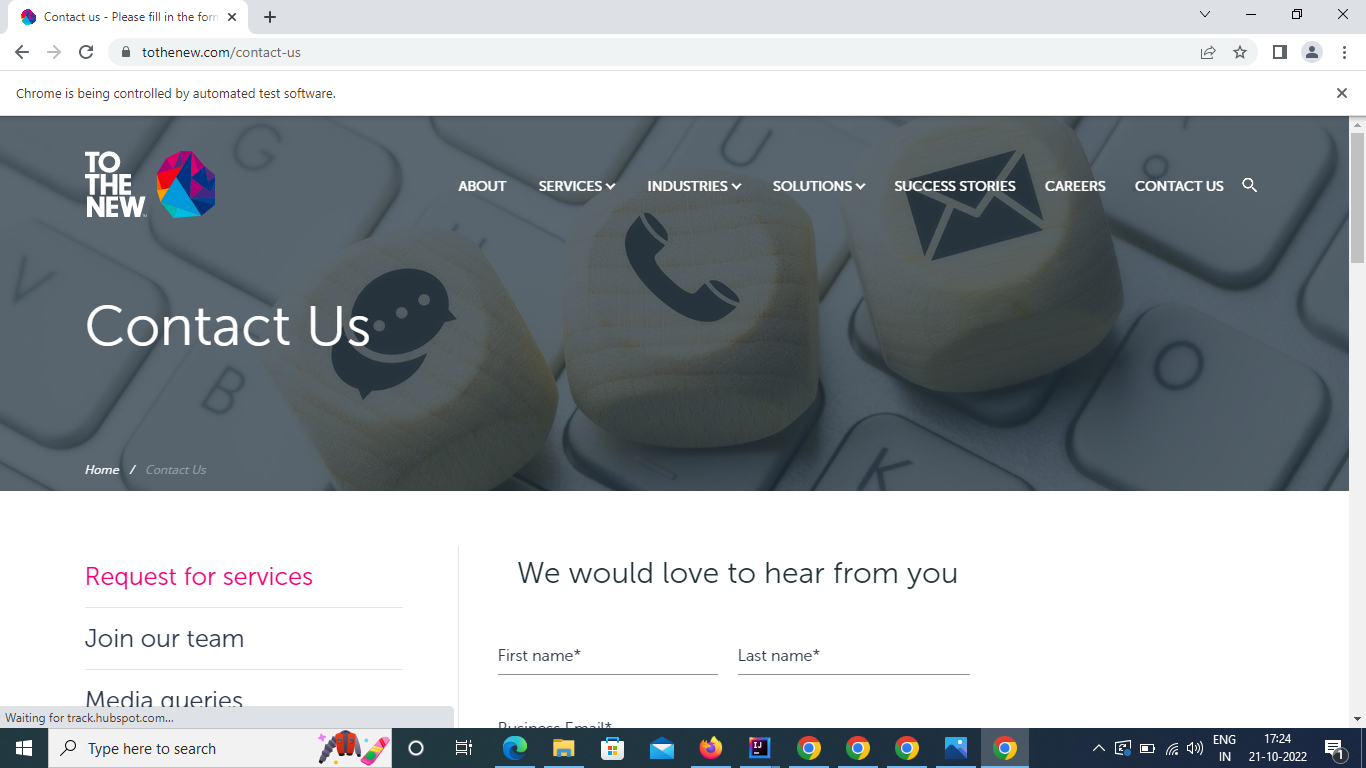 Contact us - Please fill in the form
tothenew.com/contact-us
Chrome is being controlled by automated test software.
TO
THE
NEW
ABOUT SERVICES INDUSTRIES SOLUTIONS SUCCESS STORIES CAREERS CONTACT US
G
U
V
B
O
K
Contact Us
Home / Contact Us
Request for services
Join our team
Media queries
We would love to hear from you
First name* Last name*
Business Email*
Waiting for track.hubspot.com...
Type here to search
IJ
ENG
IN
17:24
21-10-2022
1